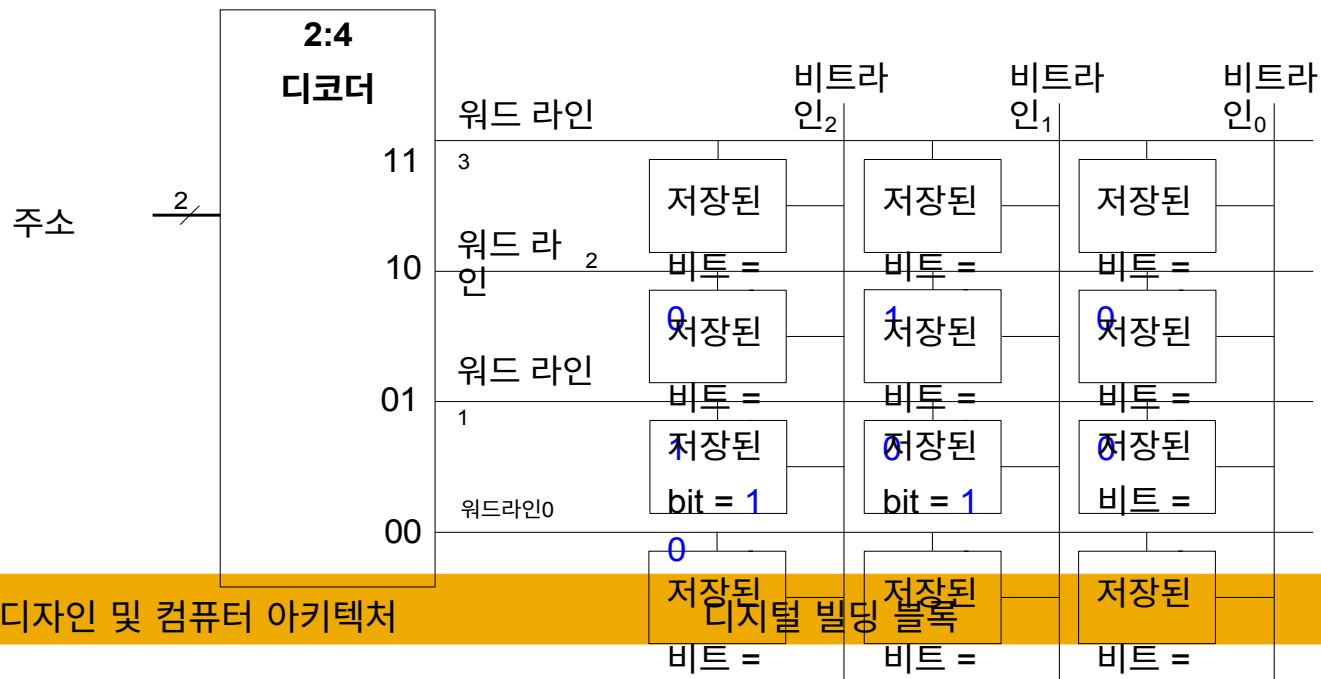 2:4
디코더
비트라
인2
비트라
인1
비트라
인0
워드 라인
3
11
주소
2
저장된
저장된
저장된
비트 =
비트 =
비트 =
0
1
0
워드 라
인
2
10
저장된
저장된
저장된
비트 =
비트 =
비트 =
1
0
0
워드 라인
1
01
저장된
저장된
저장된
bit = 1
bit = 1
비트 =
0
워드라인0
00
저장된
저장된
저장된
비트 =
비트 =
비트 =
디자인 및 컴퓨터 아키텍처
디지털 빌딩 블록